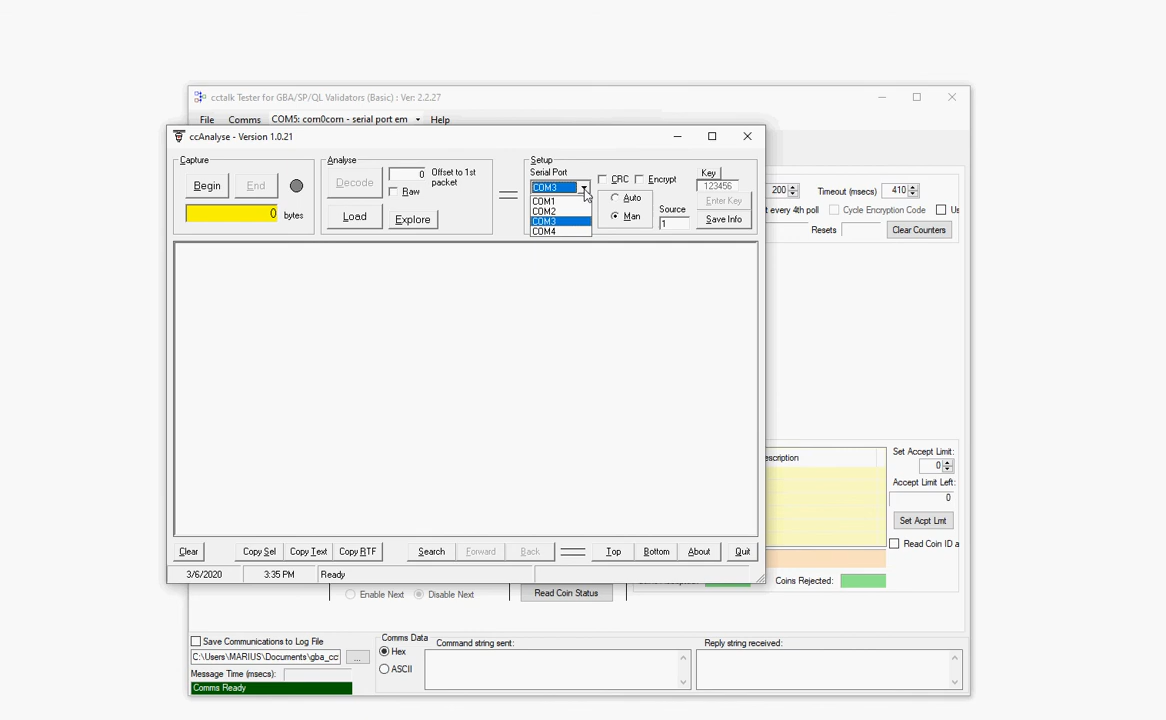 cctalk Tester for GBA/SP/QL Validators (Basic) : Ver: 2.2.27
File Comms COM5: com0com - serial port em Help
ccAnalyse - Version 1.0.21
Capture
Begin End
0 bytes
Analyse
Decode 0 Offset to 1st packet
Raw
Load Explore
Setup
Serial Port
COM3
COM1
COM2
COM3
COM4
CRC Encrypt
Auto
Man
Source
1
Key
123456
Enter Key
Save Info
200 Timeout (msecs) 410
t every 4th poll Cycle Encryption Code
Resets Clear Counters
escription
Set Accept Limit:
0
Accept Limit Left:
0
Set Acpt Lmt
Read Coin ID a
Coins Rejected:
Clear Copy Sel Copy Text Copy RTF Search Forward Back Top Bottom About Quit
3/6/2020 3:35 PM Ready
Enable Next Disable Next Read Coin Status
Save Communications to Log File
C:\Users\MARIUS\Documents\gba_cc ...
Message Time (msecs):
Comms Ready
Comms Data
Hex
ASCII
Command string sent:
Reply string received: